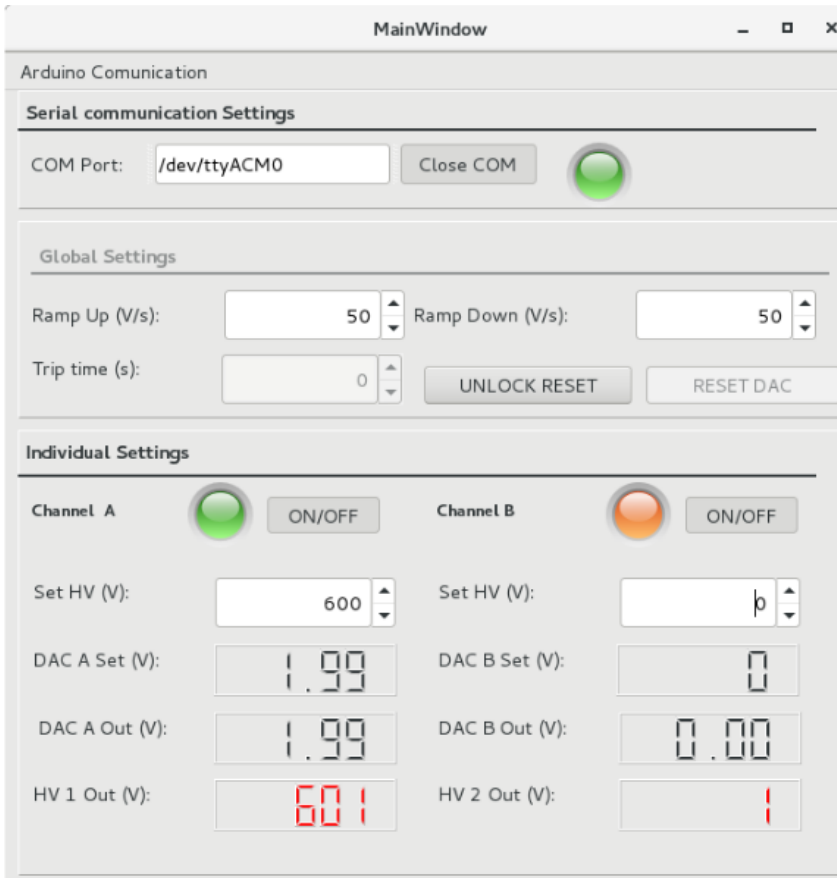 MainWindow
Arduino Comunication
Serial communication Settings
COM Port: /dev/ttyACM0 Close COM
Global Settings
Ramp Up (V/s): 50 Ramp Down (V/s): 50
Trip time (s): 0 UNLOCK RESET RESET DAC
Individual Settings
Channel A ON/OFF Channel B ON/OFF
Set HV (V): 600 Set HV (V): 0
DAC A Set (V): 1.99 DAC B Set (V): 0
DAC A Out (V): 1.99 DAC B Out (V): 0.00
HV 1 Out (V): 601 HV 2 Out (V): 1